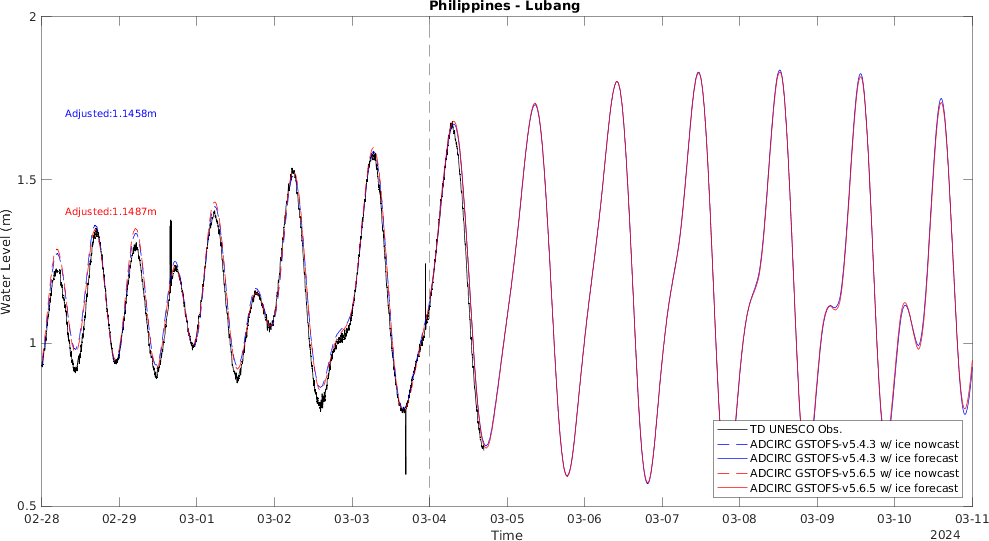 Philippines - Lubang
Water Level (m)
2
1.5
1
0.5
Adjusted:1.1458m
Adjusted:1.1487m
TD UNESCO Obs.
ADCIRC GSTOFS-v5.4.3 w/ ice nowcast
ADCIRC GSTOFS-v5.4.3 w/ ice forecast
ADCIRC GSTOFS-v5.6.5 w/ ice nowcast
ADCIRC GSTOFS-v5.6.5 w/ ice forecast
02-28 02-29 03-01 03-02 03-03 03-04 03-05 03-06 03-07 03-08 03-09 03-10 03-11
Time
2024